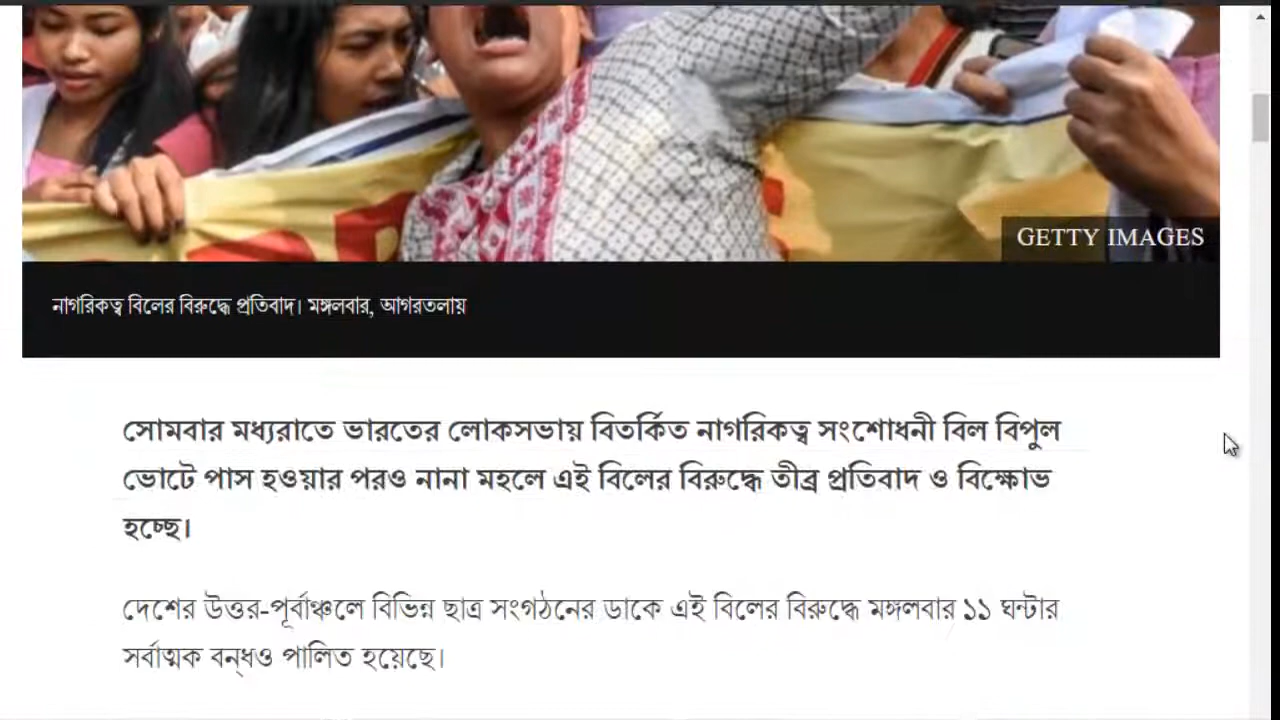 GETTY IMAGES
নাগরিকত্ব বিলের বিরুদ্ধে প্রতিবাদ। মঙ্গলবার, আগরতলায়
সোমবার মধ্যরাতে ভারতের লোকসভায় বিতর্কিত নাগরিকত্ব সংশোধনী বিল বিপুল
ভোটে পাস হওয়ার পরও নানা মহলে এই বিলের বিরুদ্ধে তীব্র প্রতিবাদ ও বিক্ষোভ
হচ্ছে।
দেশের উত্তর-পূর্বাঞ্চলে বিভিন্ন ছাত্র সংগঠনের ডাকে এই বিলের বিরুদ্ধে মঙ্গলবার ১১ ঘন্টার
সর্বাত্মক বন্‌ধও পালিত হয়েছে।